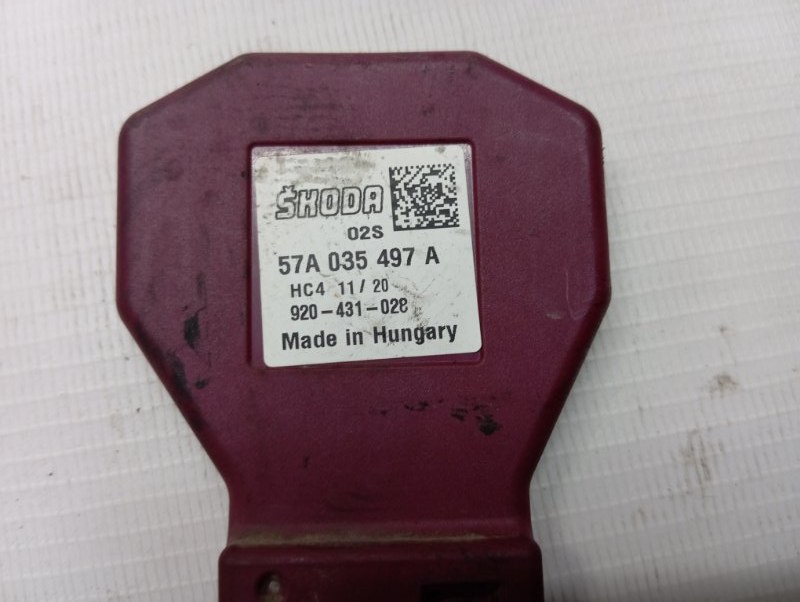 ŠKODA
02S
57A 035 497 A
HC4 11/20
920-431-028
Made in Hungary